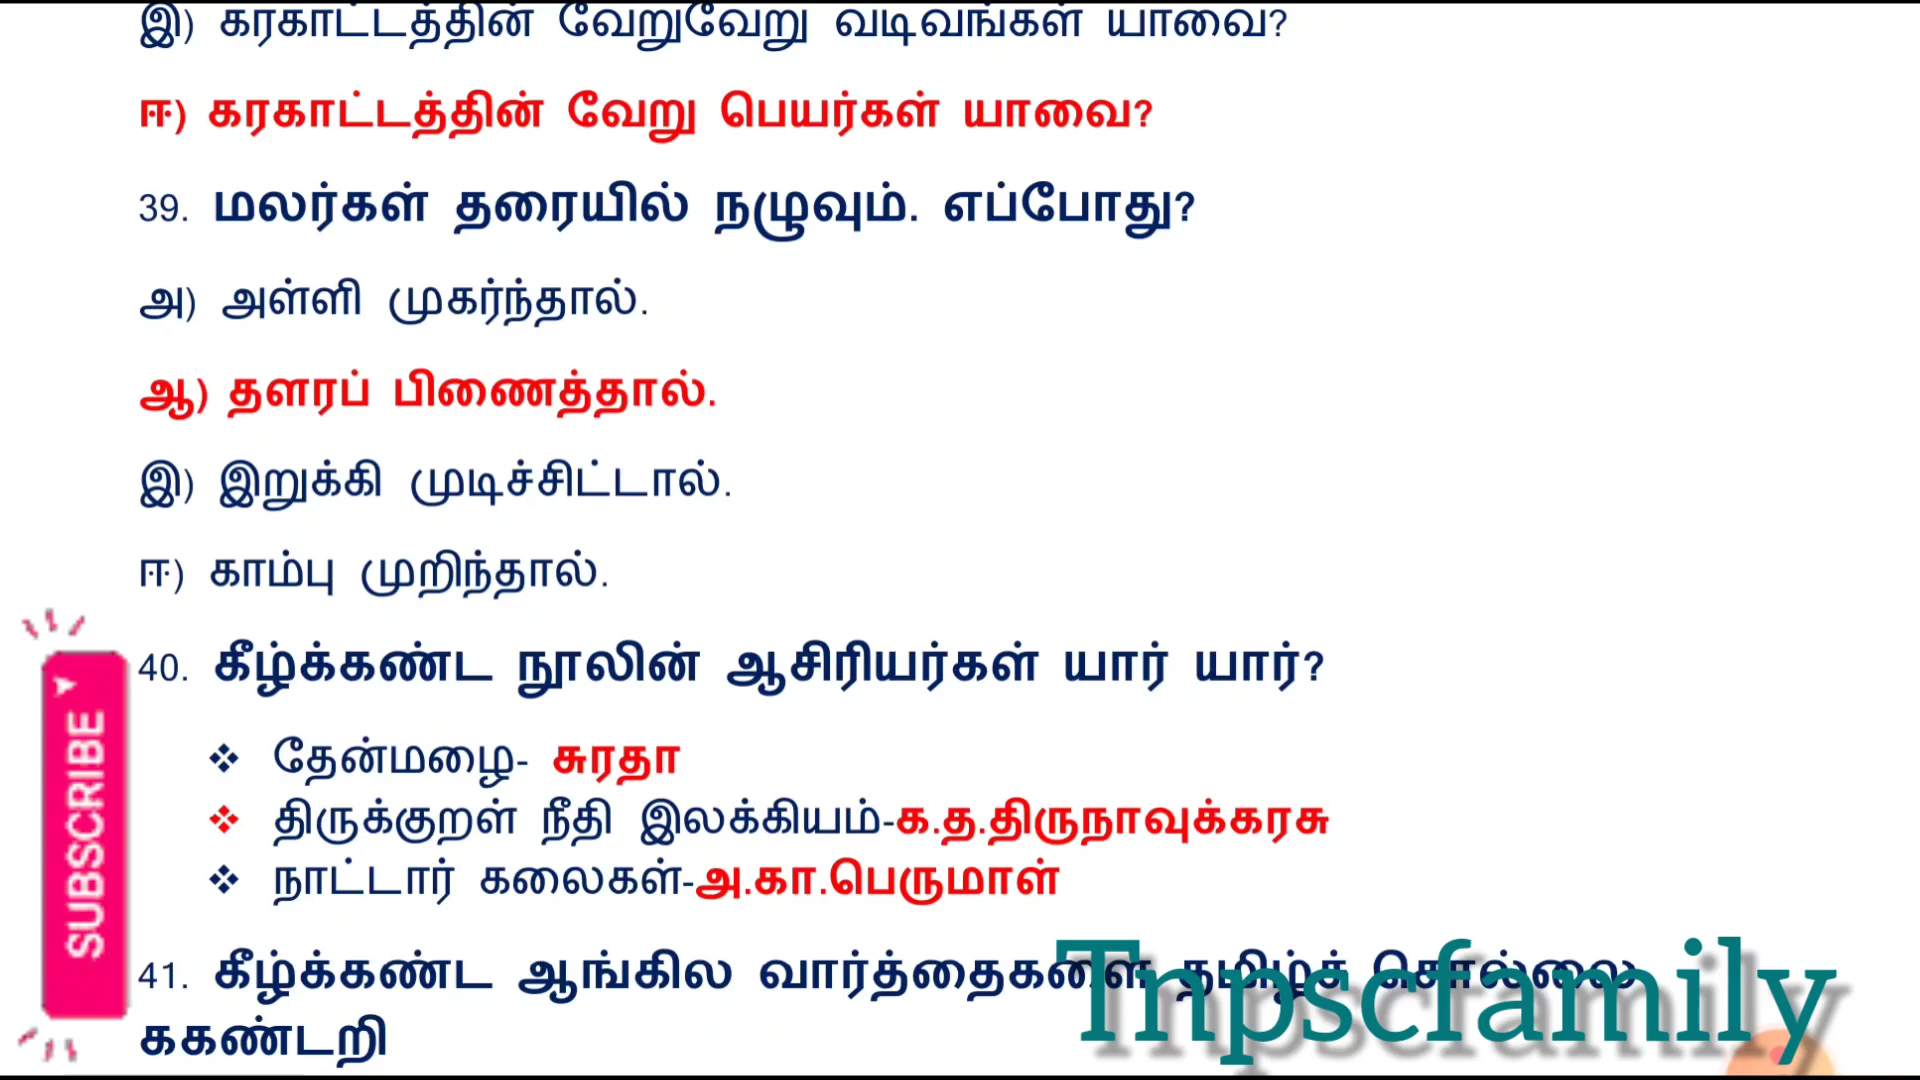 இ) கரகாட்டத்தின் வேறுவேறு வடிவங்கள் யாவை?
ஈ) கரகாட்டத்தின் வேறு பெயர்கள் யாவை?
39. மலர்கள் தரையில் நழுவும். எப்போது?
அ) அள்ளி முகர்ந்தால்.
ஆ) தளரப் பிணைத்தால்.
இ) இறுக்கி முடிச்சிட்டால்.
ஈ) காம்பு முறிந்தால்.
40. கீழ்க்கண்ட நூலின் ஆசிரியர்கள் யார் யார்?
❖ தேன்மழை- சுரதா
❖ திருக்குறள் நீதி இலக்கியம்-க.த.திருநாவுக்கரசு
❖ நாட்டார் கலைகள்-அ.கா.பெருமாள்
41. கீழ்க்கண்ட ஆங்கில வார்த்தைகளை தமிழ்ச் சொல்லை
ககண்டறி
SUBSCRIBE
Tnpscfamily